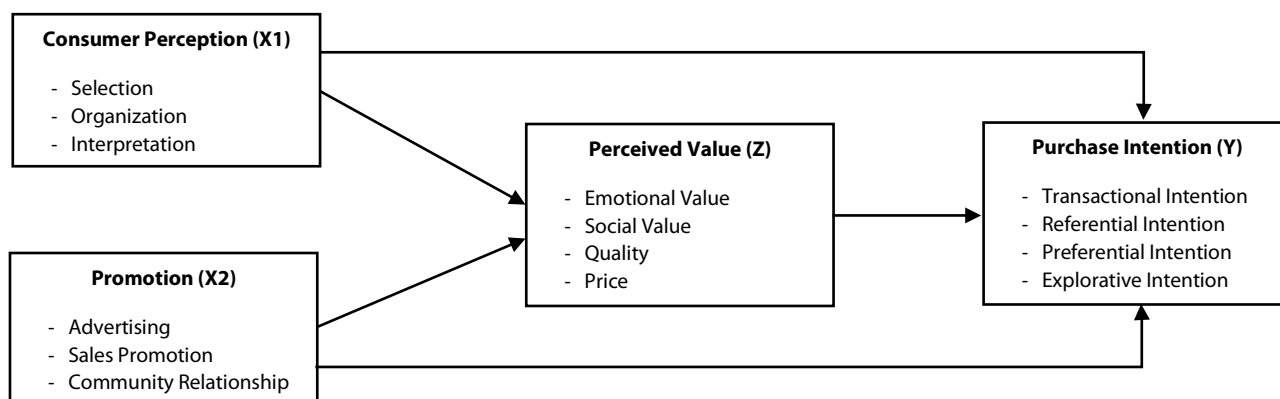 Consumer Perception (X1)
- Selection
- Organization
- Interpretation
Perceived Value (Z)
- Emotional Value
- Social Value
- Quality
- Price
Purchase Intention (Y)
- Transactional Intention
- Referential Intention
- Preferential Intention
- Explorative Intention
Promotion (X2)
- Advertising
- Sales Promotion
- Community Relationship